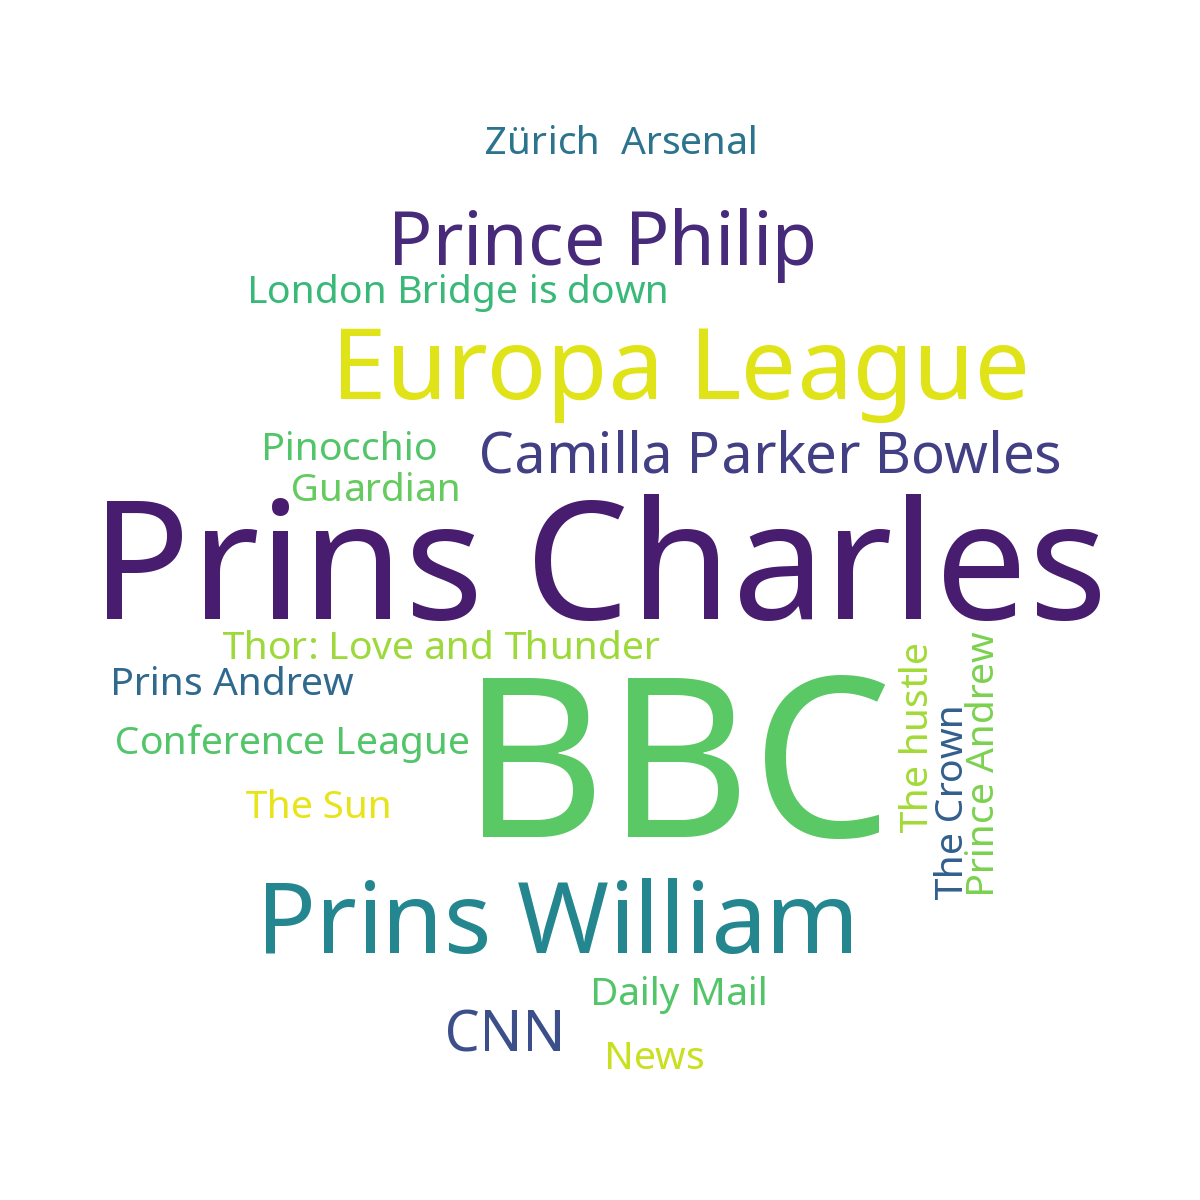 Zürich Arsenal
Prince Philip
London Bridge is down
Europa League
Pinocchio
Camilla Parker Bowles
Guardian
Prins Charles
Thor: Love and Thunder
Prins Andrew
BBC
The hustle
The Crown
Prince Andrew
Conference League
The Sun
Prins William
Daily Mail
CNN
News